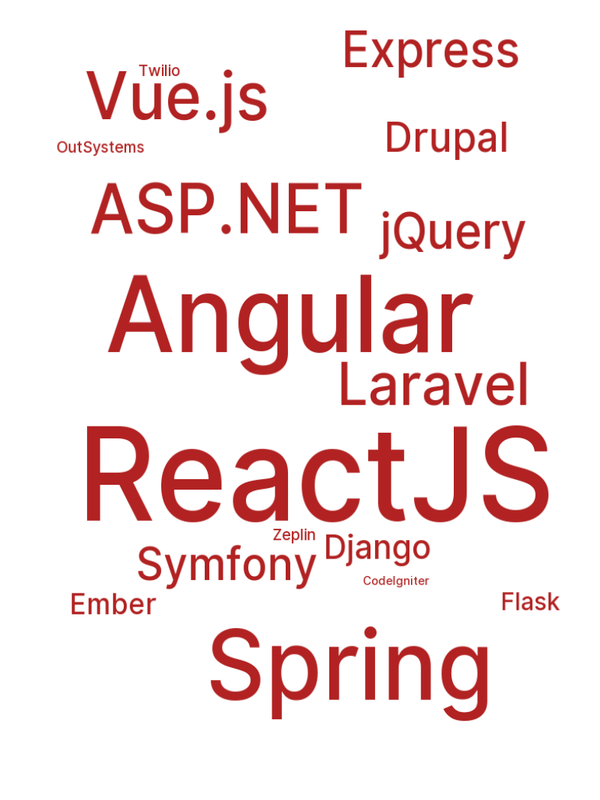 Express
Twilio
Vue.js
Drupal
OutSystems
ASP.NET
jQuery
Angular
Laravel
ReactJS
Zeplin
Django
Symfony
CodeIgniter
Ember
Flask
Spring